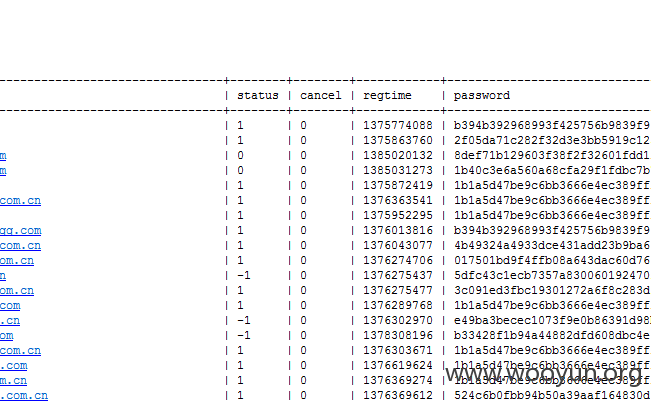 -----------------------------+--------+--------+------------+--------------------------
| status | cancel | regtime | password
-----------------------------+--------+--------+------------+--------------------------
| 1 | 0 | 1375774088 | b394b392968993f425756b9839f9
| 1 | 0 | 1375863760 | 2f05da71c282f32d3e3bb5919c12
m | 0 | 0 | 1385020132 | 8def71b129603f38f2f32601fdd1
m | 0 | 0 | 1385031273 | 1b40c3e6a560a68cfa29f1fdbc7b
| 1 | 0 | 1375872419 | 1b1a5d47be9c6bb3666e4ec389ff
com.cn | 1 | 0 | 1376363541 | 1b1a5d47be9c6bb3666e4ec389ff
| 1 | 0 | 1375952295 | 1b1a5d47be9c6bb3666e4ec389ff
qq.com | 1 | 0 | 1376013816 | b394b392968993f425756b9839f9
com.cn | 1 | 0 | 1376043077 | 4b49324a4933dce431add23b9ba6
om.cn | 1 | 0 | 1376274706 | 017501bd9f4ffb08a643dac60d76
n | -1 | 0 | 1376275437 | 5dfc43c1ecb7357a830060192470
om.cn | 1 | 0 | 1376275477 | 3c091ed3fbc19301272a6f8c283d
com | 1 | 0 | 1376289768 | 1b1a5d47be9c6bb3666e4ec389ff
.cn | -1 | 0 | 1376302970 | e49ba3becec1073f9e0b86391d98
om | -1 | 0 | 1378308196 | b33428f1b94a44882dfd608dbc4e
com.cn | 1 | 0 | 1376303671 | 1b1a5d47be9c6bb3666e4ec389ff
.com | 1 | 0 | 1376619624 | 1b1a5d47be9c6bb3666e4ec389ff
m.cn | 1 | 0 | 1376369274 | 1b1a5d47be9c6bb3666e4ec389ff
com.cn | 1 | 0 | 1376369612 | 524c6b0fbb94b50a39aaf164830d
www.wooyun.org